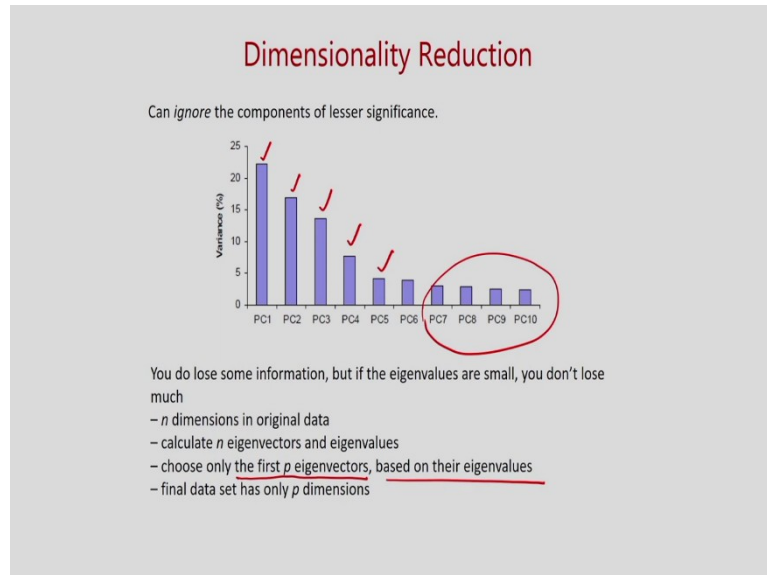 Dimensionality Reduction
Can ignore the components of lesser significance.
25
20
15
10
5
0
Variance (%)
PC1 PC2 PC3 PC4 PC5 PC6 PC7 PC8 PC9 PC10
You do lose some information, but if the eigenvalues are small, you don’t lose
much
– n dimensions in original data
– calculate n eigenvectors and eigenvalues
– choose only the first p eigenvectors, based on their eigenvalues
– final data set has only p dimensions